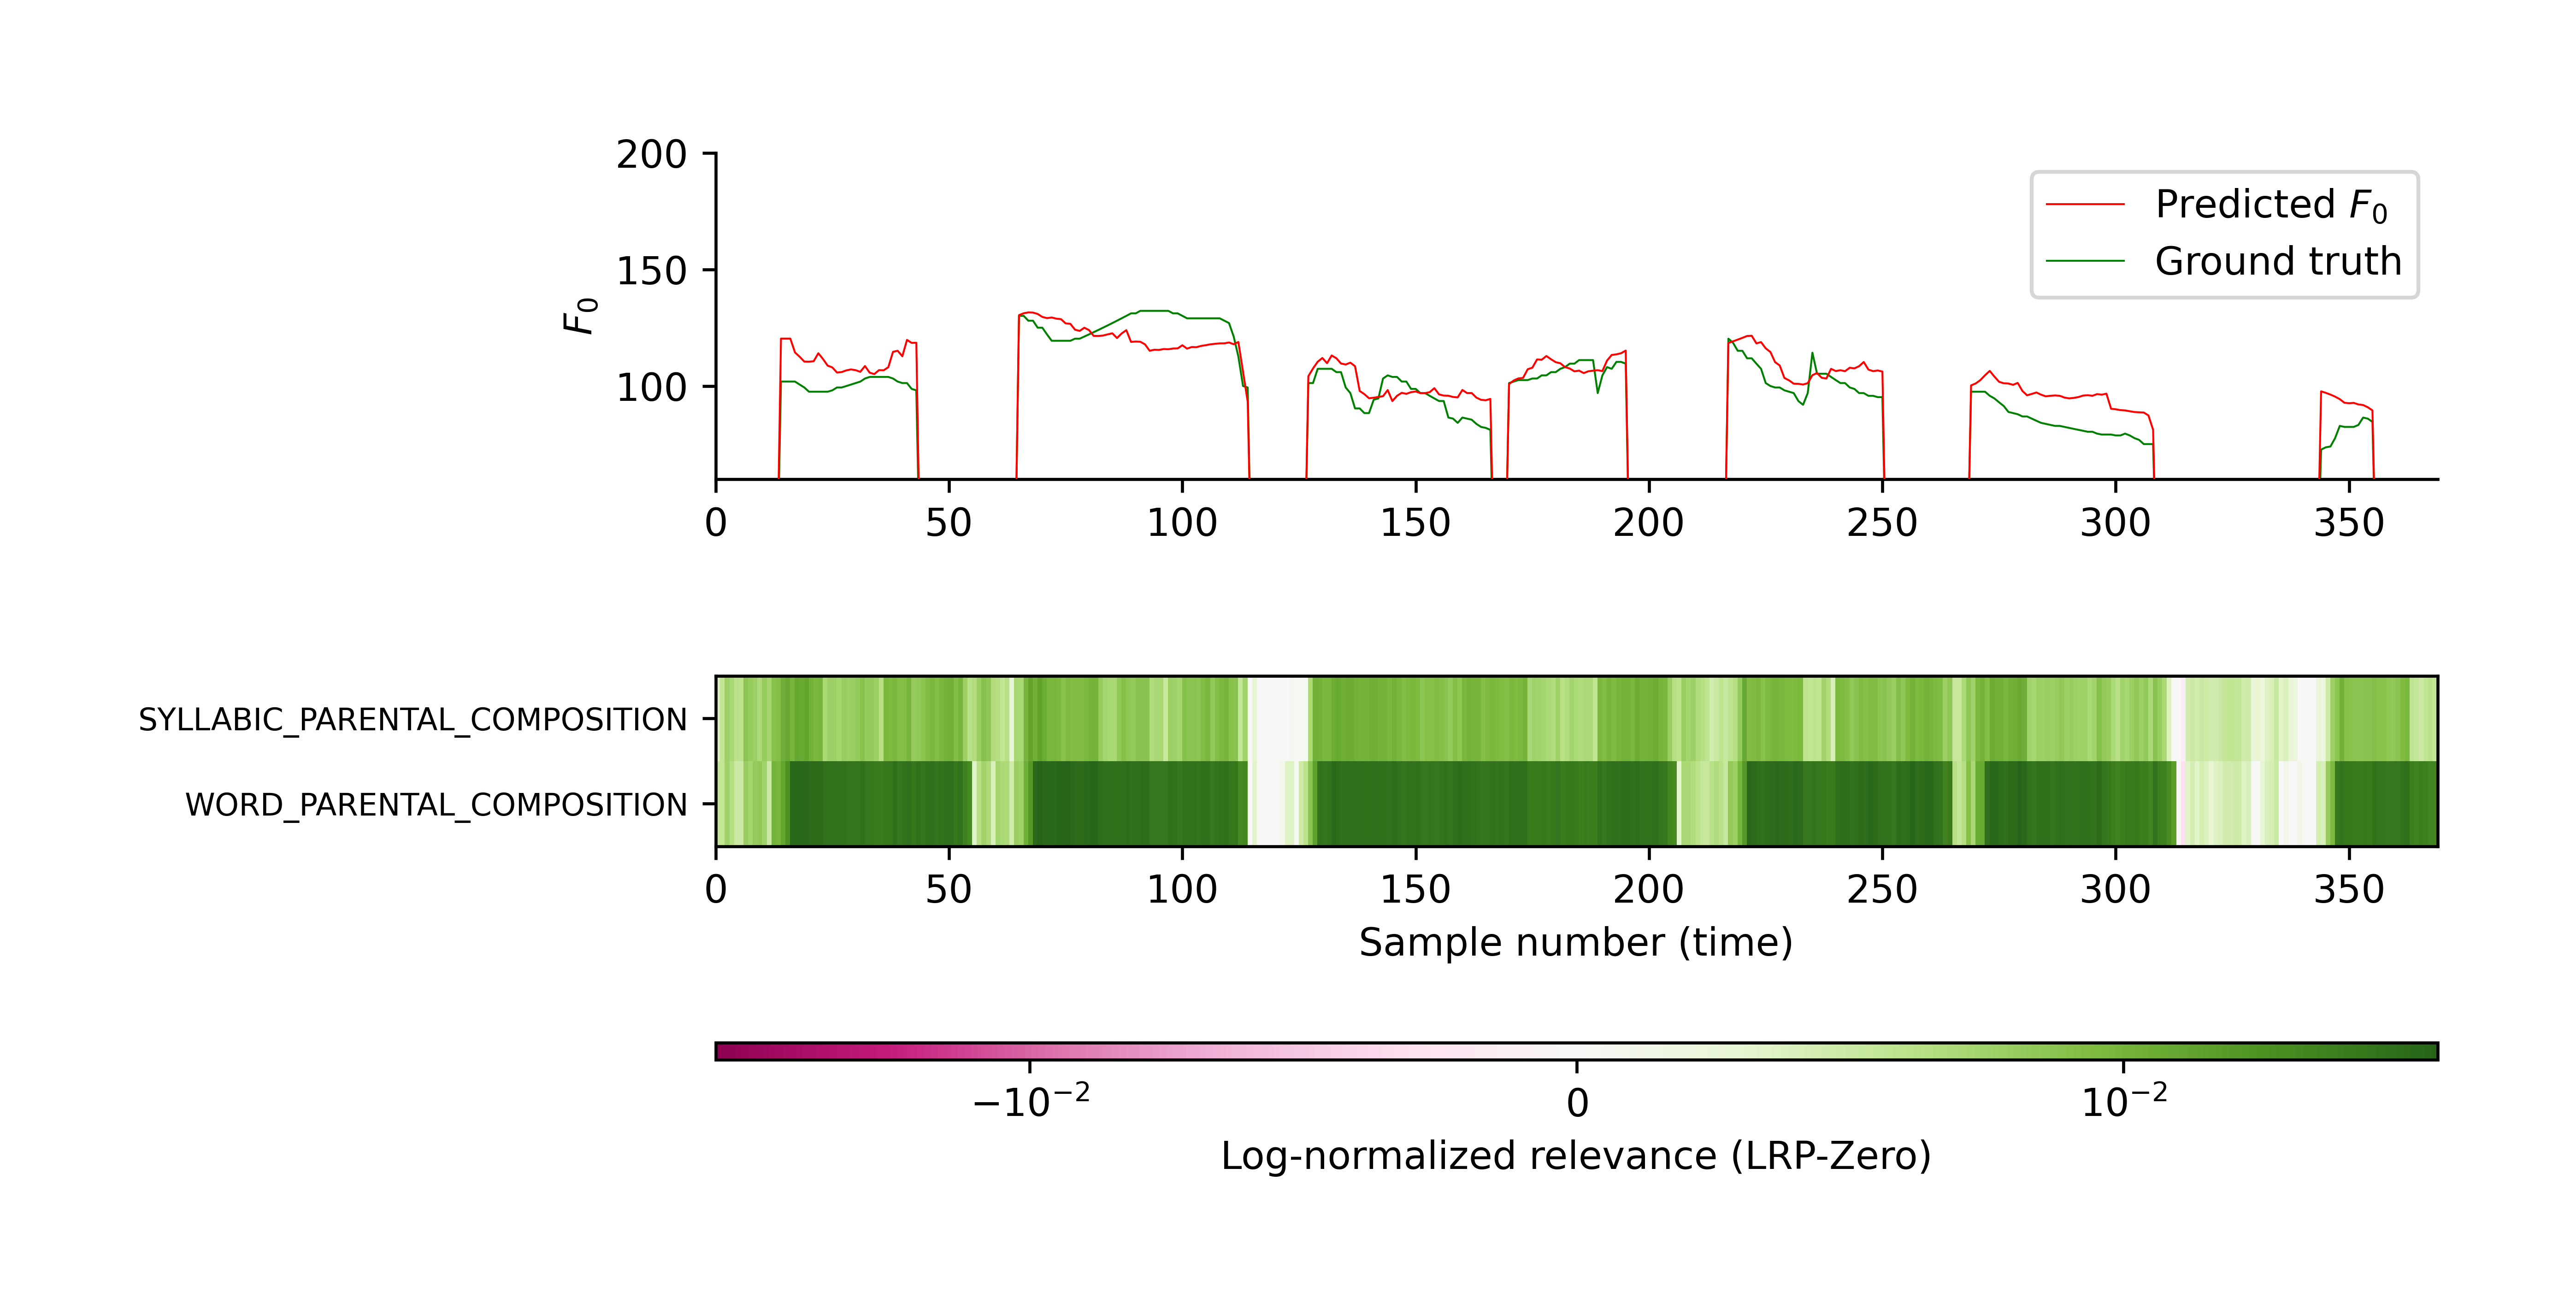 200
150
100
F₀
Predicted F₀
Ground truth
0 50 100 150 200 250 300 350
SYLLABIC_PARENTAL_COMPOSITION
WORD_PARENTAL_COMPOSITION
0 50 100 150 200 250 300 350
Sample number (time)
−10⁻² 0 10⁻²
Log-normalized relevance (LRP-Zero)